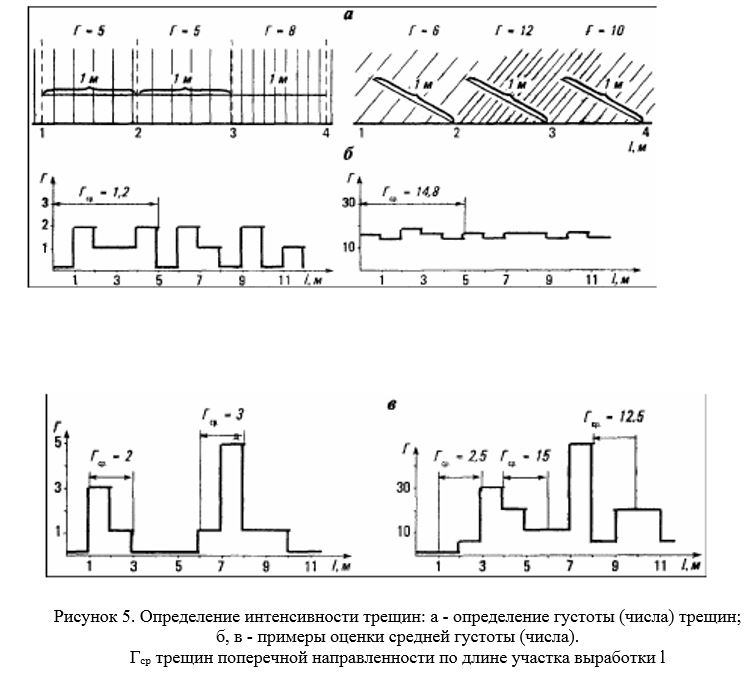 а
Г = 5 Г = 5 Г = 8 Г = 6 Г = 12 Г = 10
1 м 1 м 1 м 1 м 1 м 1 м
1 2 3 4 1 2 3 4
l, м
б
Г Г
Гср. = 1,2 Гср. = 14,8
3 30
2
1 10
1 3 5 7 9 11 l, м 1 3 5 7 9 11 l, м
в
Г Гср. = 3 Гср. = 12.5
5 Г
Гср. = 2 Гср. = 2,5 Гср. = 15
3 30
1 10
1 3 5 7 9 11 l, м 1 3 5 7 9 11 l, м
Рисунок 5. Определение интенсивности трещин: а - определение густоты (числа) трещин;
б, в - примеры оценки средней густоты (числа).
Гср трещин поперечной направленности по длине участка выработки l